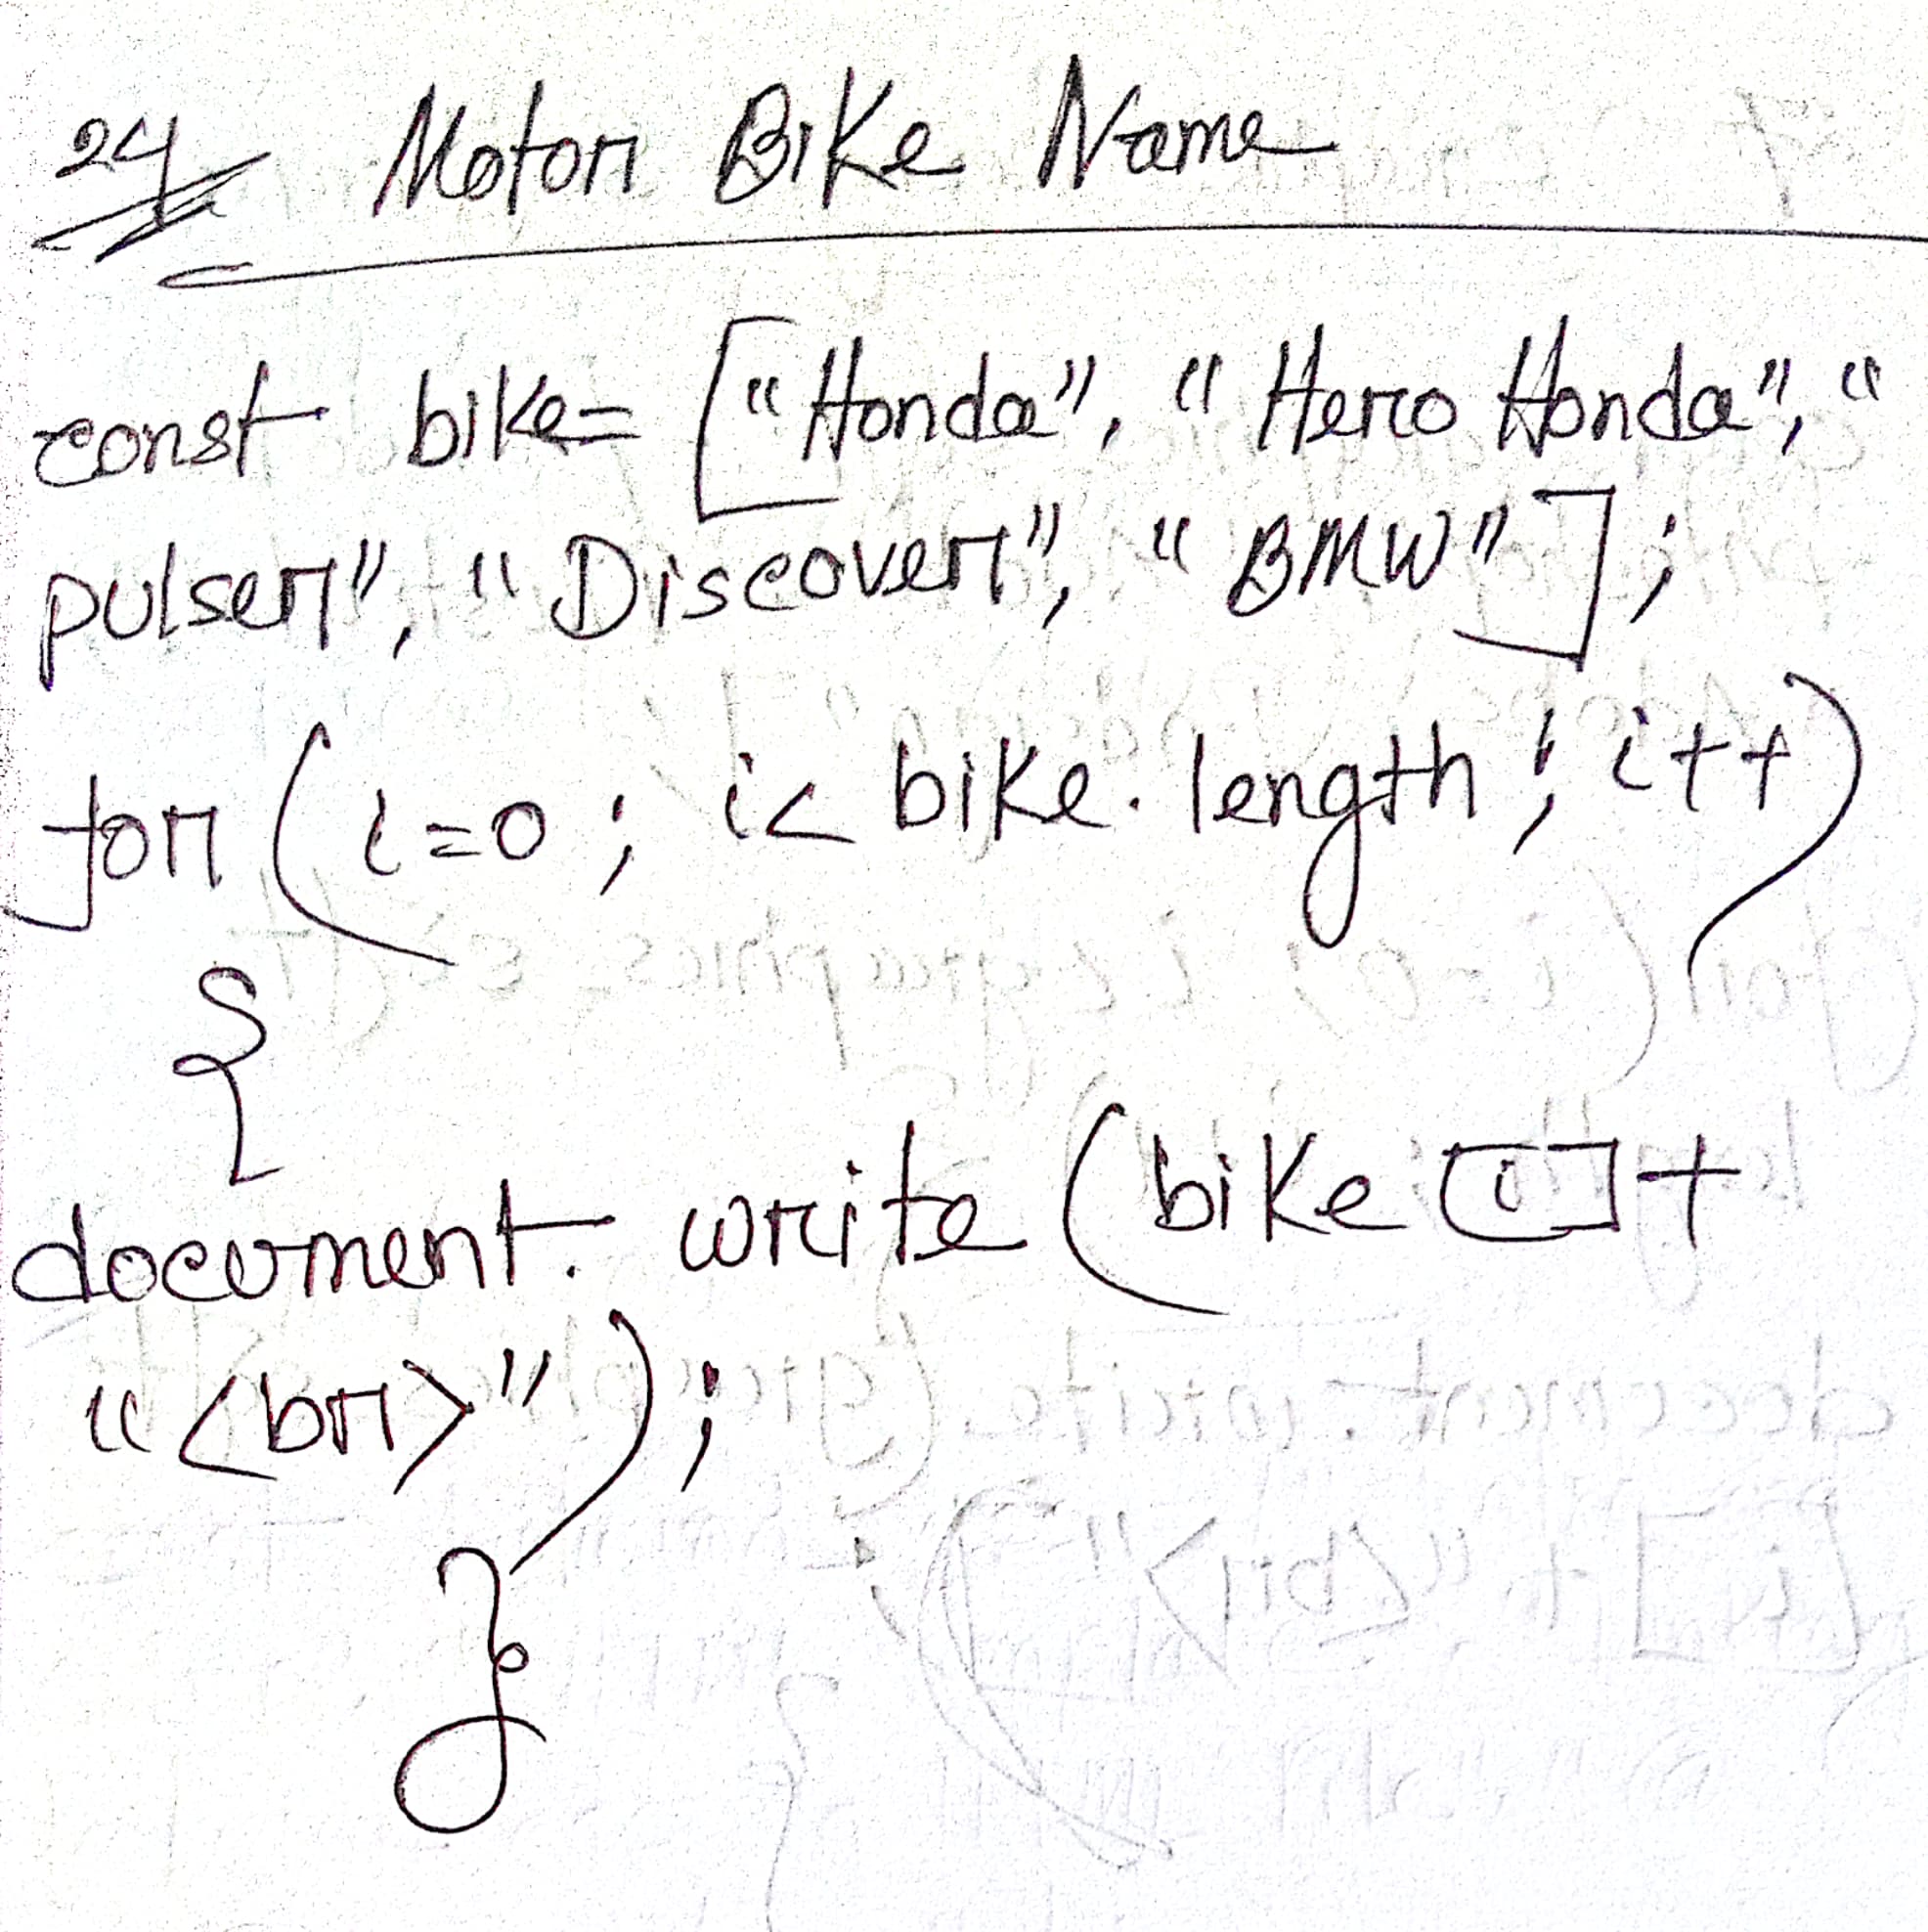 24 Motor Bike Name
const bike= ["Honda", "Hero Honda", "
pulser", "Discover", "BMW"];
for (i=0; i< bike.length; i++)
{
document.write (bike[i]+
"<br>");
}